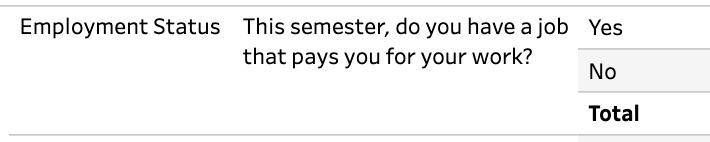 Employment Status
This semester, do you have a job
that pays you for your work?
Yes
No
Total